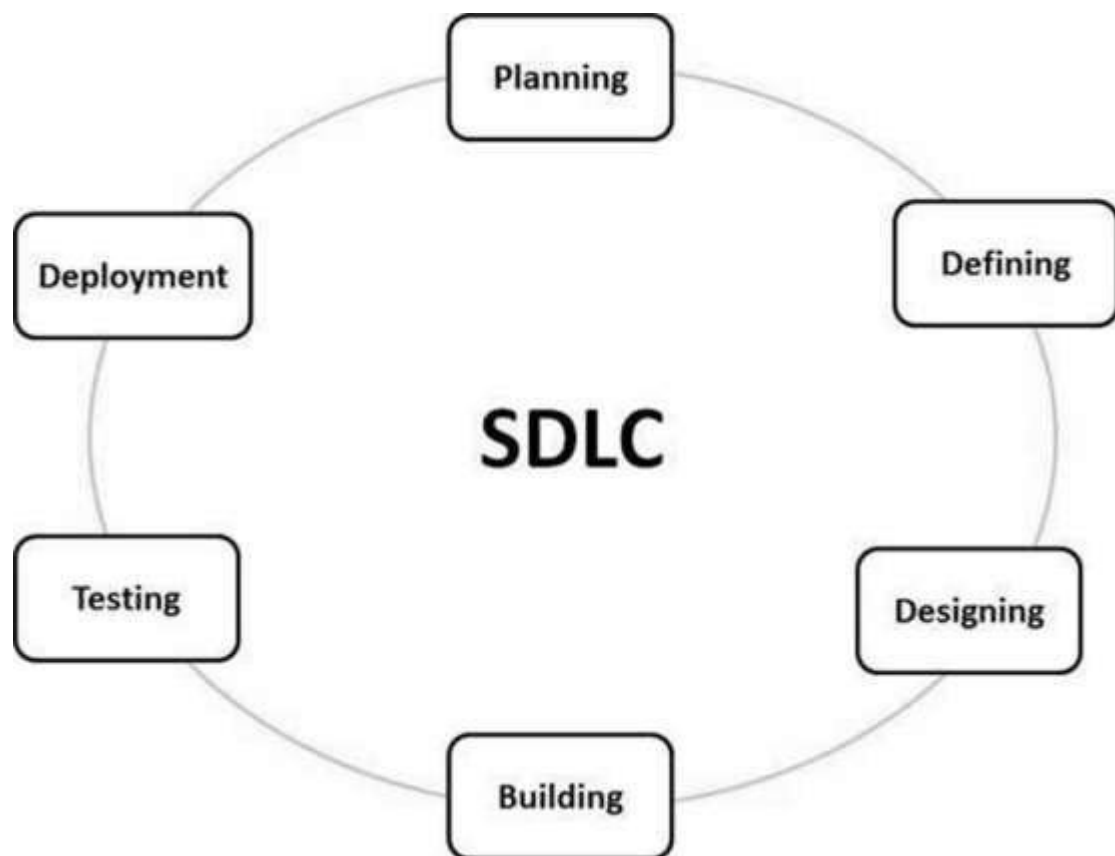 Planning
Defining
Designing
Building
Testing
Deployment
SDLC